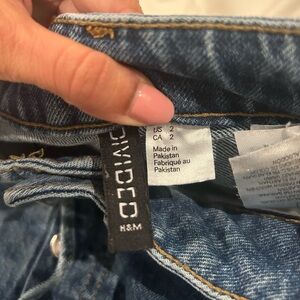 DIVIDED
H&M
US 2
CA 2
Made in
Pakistan
Fabriqué au
Pakistan